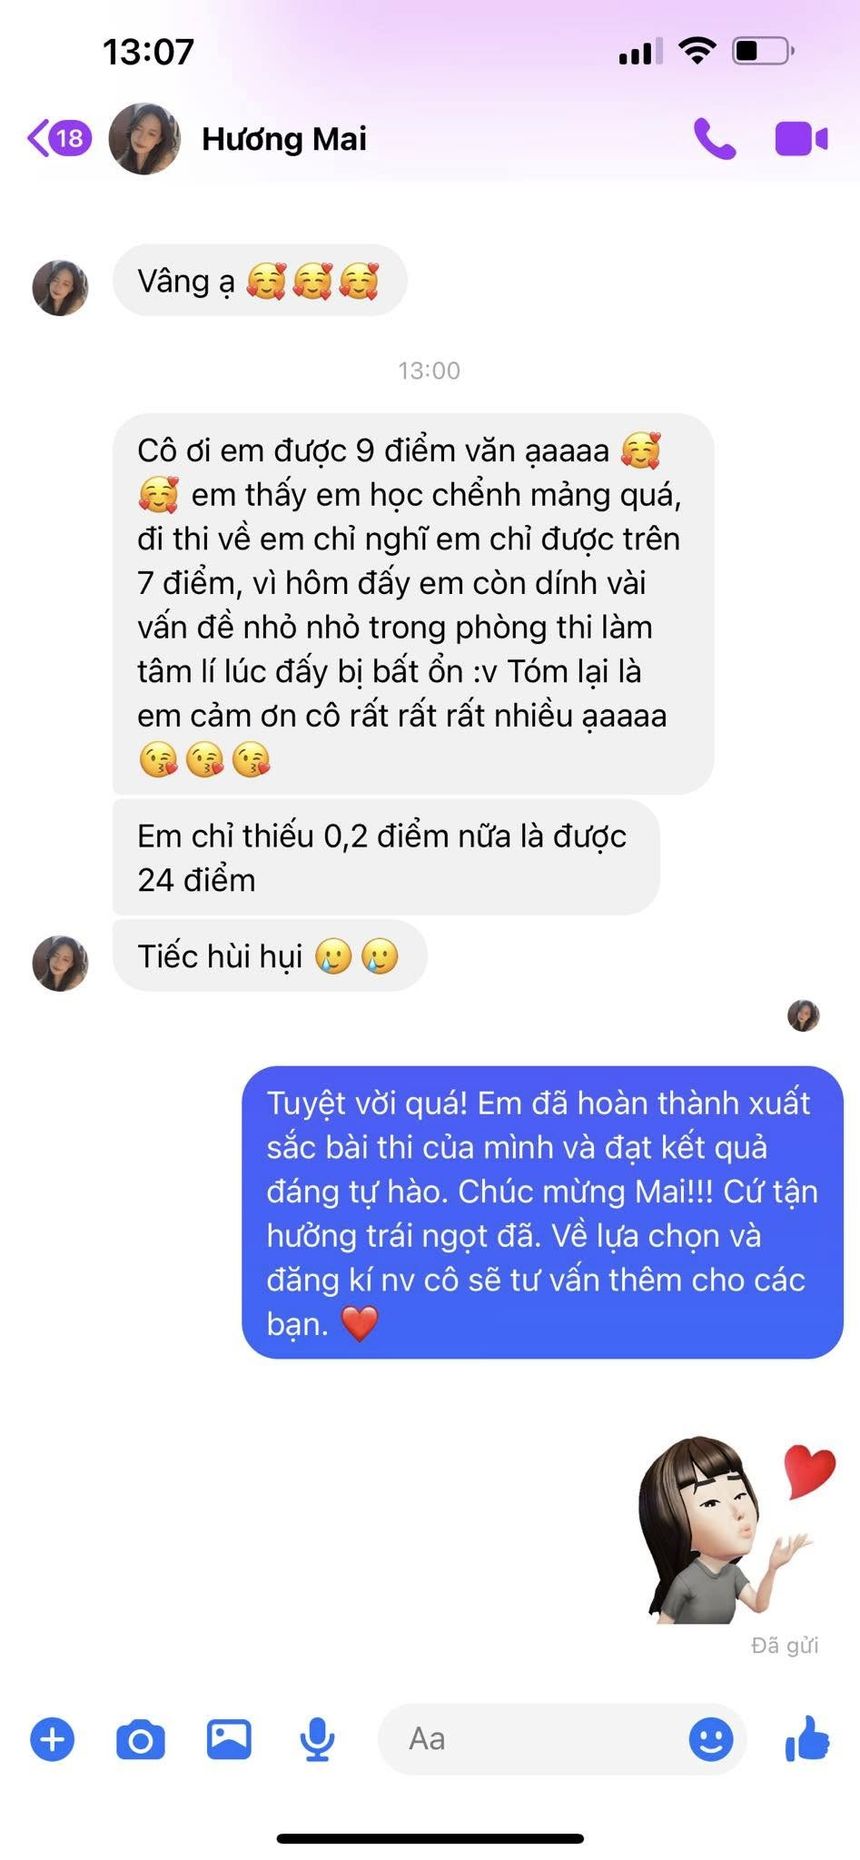 13:07
18
Hương Mai
Vâng ạ 🥰🥰🥰
13:00
Cô ơi em được 9 điểm văn ạaaaa 🥰
🥰 em thấy em học chểnh mảng quá,
đi thi về em chỉ nghĩ em chỉ được trên
7 điểm, vì hôm đấy em còn dính vài
vấn đề nhỏ nhỏ trong phòng thi làm
tâm lí lúc đấy bị bất ổn :v Tóm lại là
em cảm ơn cô rất rất rất nhiều ạaaaa
😘😘😘
Em chỉ thiếu 0,2 điểm nữa là được
24 điểm
Tiếc hùi hụi 🥲🥲
Tuyệt vời quá! Em đã hoàn thành xuất
sắc bài thi của mình và đạt kết quả
đáng tự hào. Chúc mừng Mai!!! Cứ tận
hưởng trái ngọt đã. Về lựa chọn và
đăng kí nv cô sẽ tư vấn thêm cho các
bạn. ❤️
Đã gửi
Aa